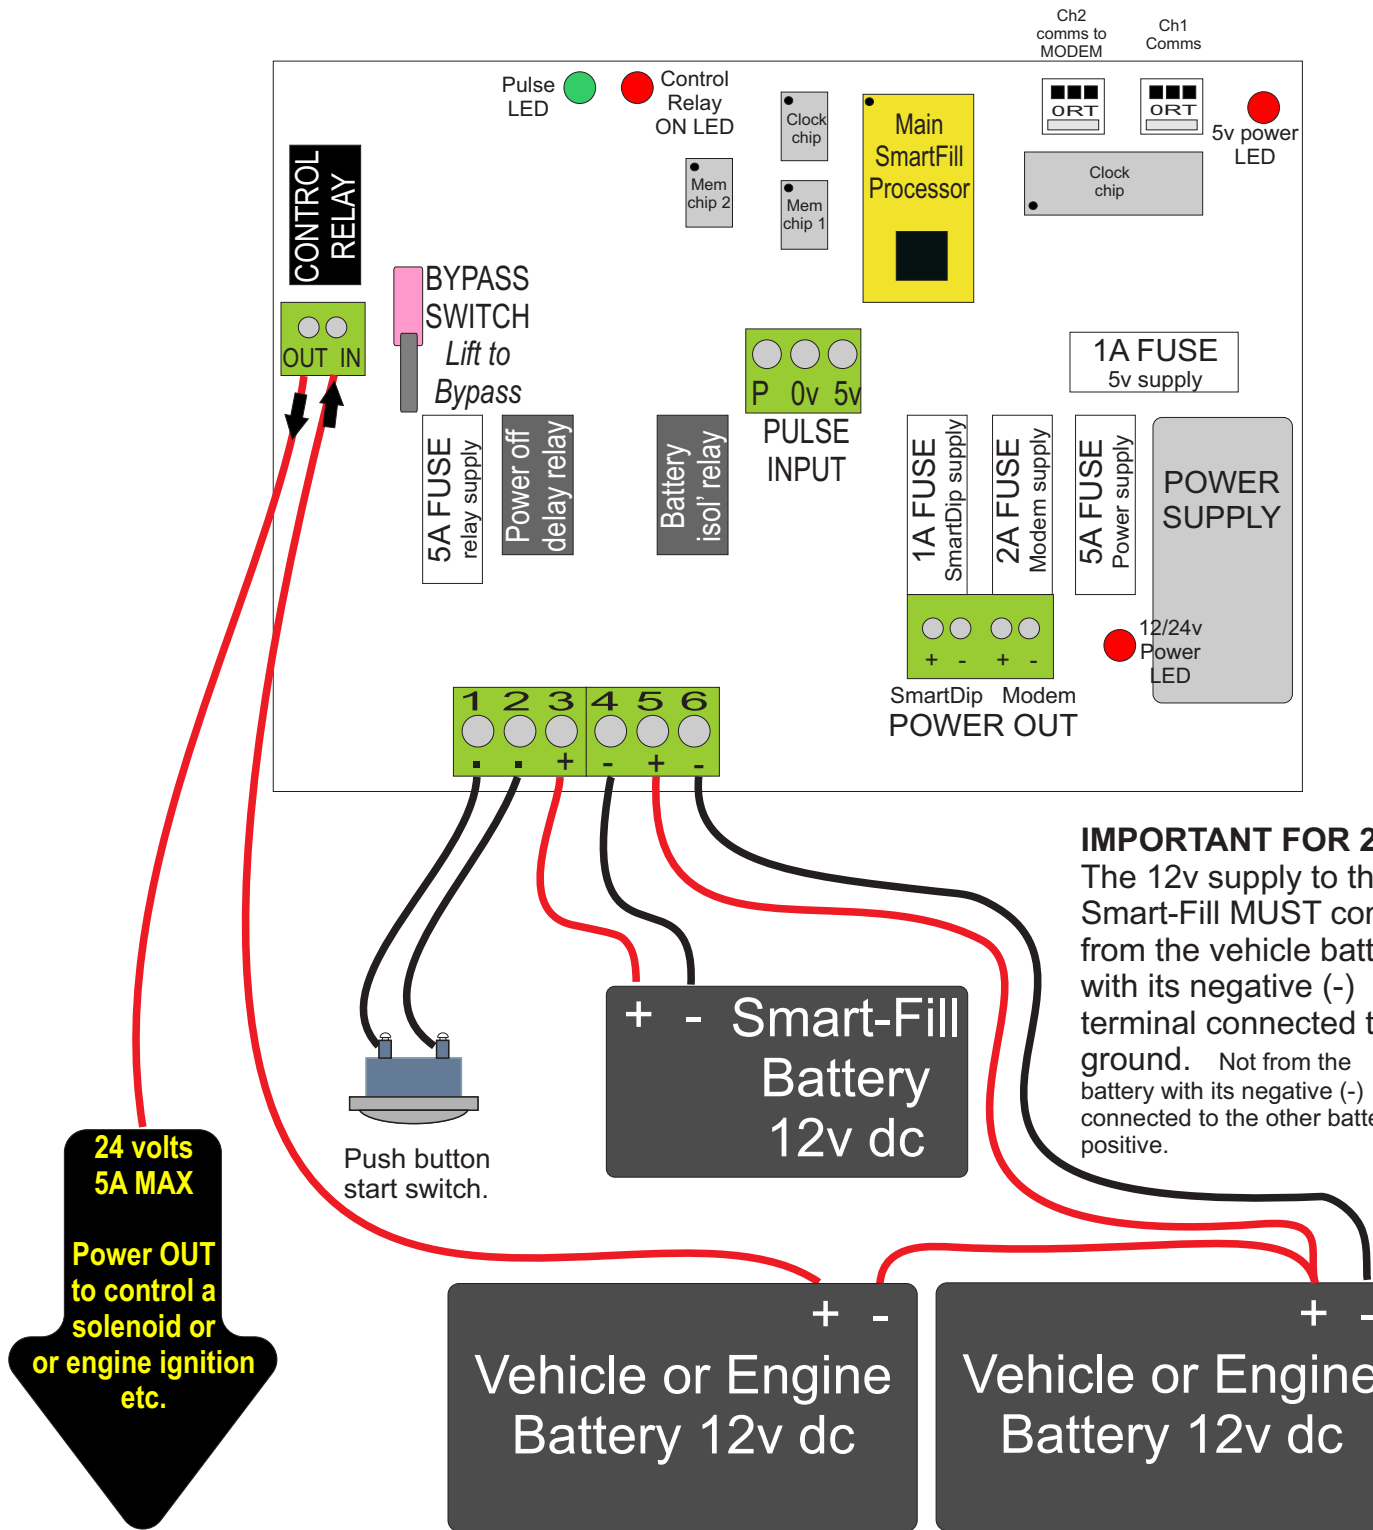 Ch2
comms to
MODEM
Ch1
Comms
Pulse
LED
Control
Relay
ON LED
Clock
chip
Main
SmartFill
Processor
ORT
ORT
5v power
LED
Mem
chip 2
Mem
chip 1
Clock
chip
CONTROL
RELAY
BYPASS
SWITCH
Lift to
Bypass
OUT IN
P 0v 5v
PULSE
INPUT
1A FUSE
5v supply
5A FUSE
relay supply
Power off
delay relay
Battery
isol' relay
1A FUSE
SmartDip supply
2A FUSE
Modem supply
5A FUSE
Power supply
POWER
SUPPLY
+ - + -
SmartDip Modem
POWER OUT
12/24v
Power
LED
1 2 3 4 5 6
. . + - + -
IMPORTANT FOR 2
The 12v supply to th
Smart-Fill MUST co
from the vehicle batt
with its negative (-)
terminal connected t
ground. Not from the
battery with its negative (-)
connected to the other batte
positive.
+ - Smart-Fill
Battery
12v dc
Push button
start switch.
24 volts
5A MAX
Power OUT
to control a
solenoid or
or engine ignition
etc.
+ -
Vehicle or Engine
Battery 12v dc
+ -
Vehicle or Engine
Battery 12v dc